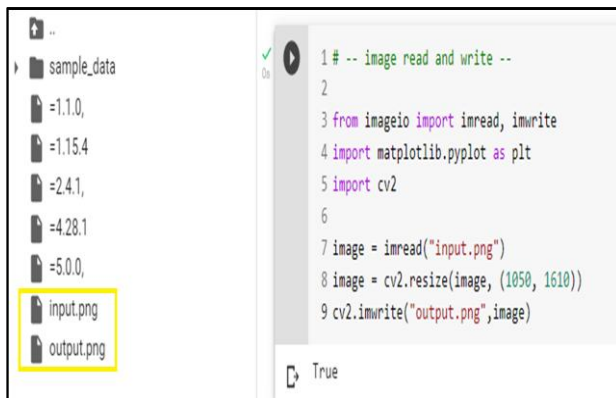 ..
sample_data
=1.1.0,
=1.15.4
=2.4.1,
=4.28.1
=5.0.0,
input.png
output.png
0s
1 # -- image read and write --
2
3 from imageio import imread, imwrite
4 import matplotlib.pyplot as plt
5 import cv2
6
7 image = imread("input.png")
8 image = cv2.resize(image, (1050, 1610))
9 cv2.imwrite("output.png",image)
True